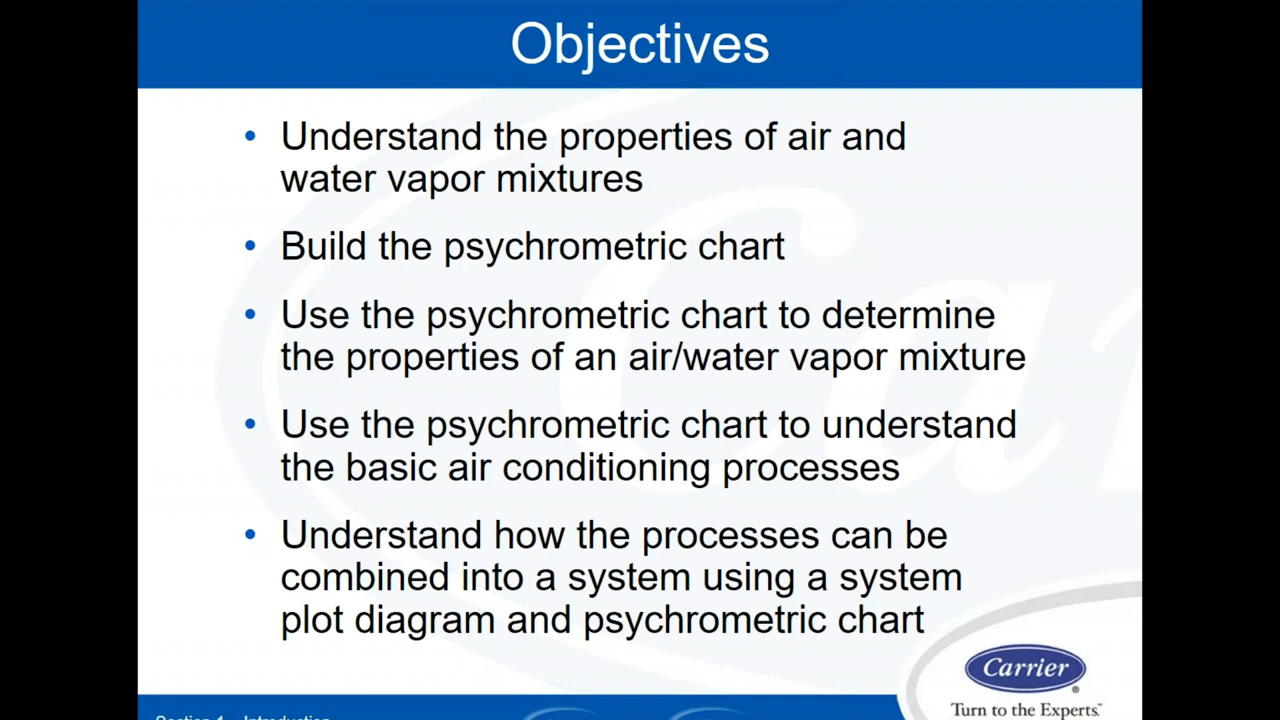 Objectives
• Understand the properties of air and
water vapor mixtures
• Build the psychrometric chart
• Use the psychrometric chart to determine
the properties of an air/water vapor mixture
• Use the psychrometric chart to understand
the basic air conditioning processes
• Understand how the processes can be
combined into a system using a system
plot diagram and psychrometric chart
Carrier
®
Turn to the Experts.™
Introduction